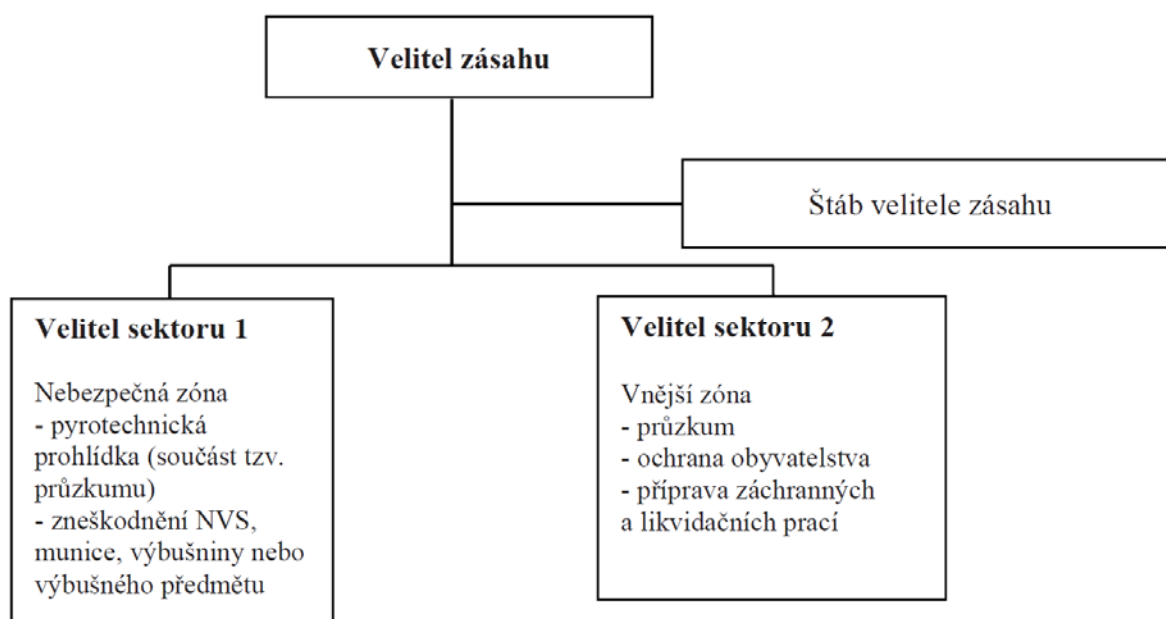 Velitel zásahu
Štáb velitele zásahu
Velitel sektoru 1
Nebezpečná zóna
- pyrotechnická
prohlídka (součást tzv.
průzkumu)
- zneškodnění NVS,
munice, výbušniny nebo
výbušného předmětu
Velitel sektoru 2
Vnější zóna
- průzkum
- ochrana obyvatelstva
- příprava záchranných
a likvidačních prací